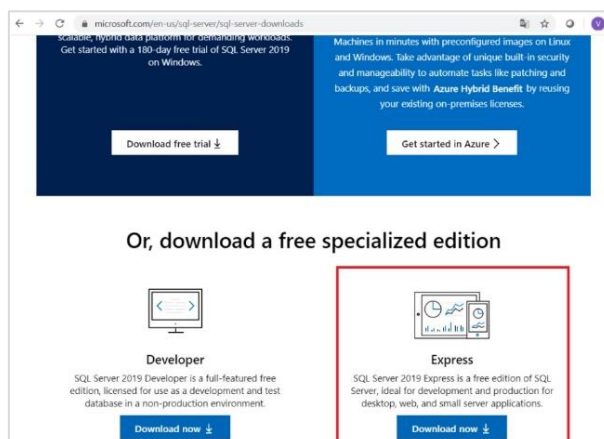 microsoft.com/en-us/sql-server/sql-server-downloads
V
scalable, hybrid data platform for demanding workloads.
Get started with a 180-day free trial of SQL Server 2019
on Windows.
Download free trial
Machines in minutes with preconfigured images on Linux
and Windows. Take advantage of unique built-in security
and manageability to automate tasks like patching and
backups, and save with Azure Hybrid Benefit by reusing
your existing on-premises licenses.
Get started in Azure
Or, download a free specialized edition
Developer
SQL Server 2019 Developer is a full-featured free
edition, licensed for use as a development and test
database in a non-production environment.
Download now
Express
SQL Server 2019 Express is a free edition of SQL
Server, ideal for development and production for
desktop, web, and small server applications.
Download now